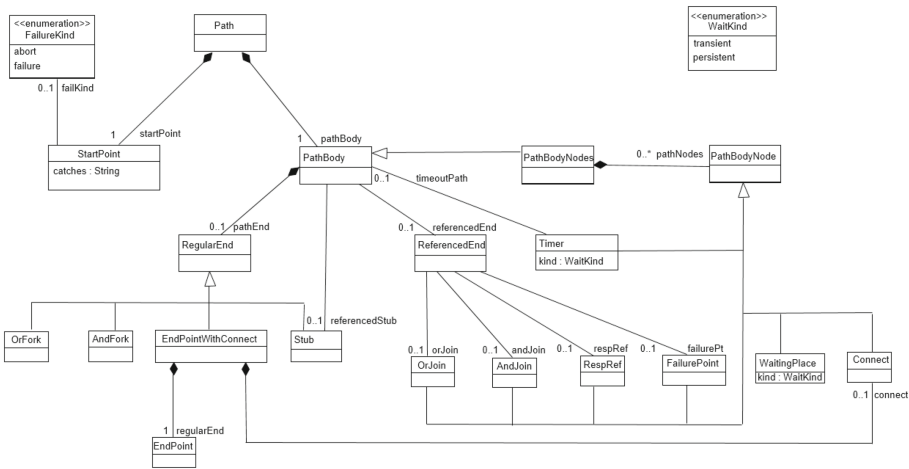 <<enumeration>>
FailureKind
abort
failure
Path
<<enumeration>>
WaitKind
transient
persistent
0..1 failKind
1 startPoint
1 pathBody
StartPoint
catches : String
PathBody
PathBodyNodes
0..* pathNodes
PathBodyNode
0..1 timeoutPath
0..1 pathEnd
0..1 referencedEnd
RegularEnd
ReferencedEnd
Timer
kind : WaitKind
0..1 referencedStub
OrFork
AndFork
EndPointWithConnect
Stub
0..1 orJoin
0..1 andJoin
0..1 respRef
0..1 failurePt
OrJoin
AndJoin
RespRef
FailurePoint
WaitingPlace
kind : WaitKind
Connect
0..1 connect
1 regularEnd
EndPoint